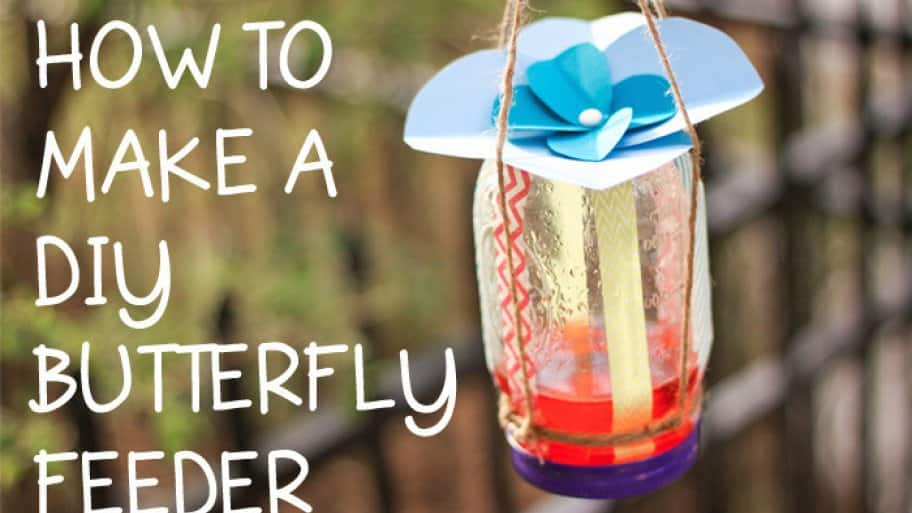 HOW TO
MAKE A
DIY
BUTTERFLY
FEEDER